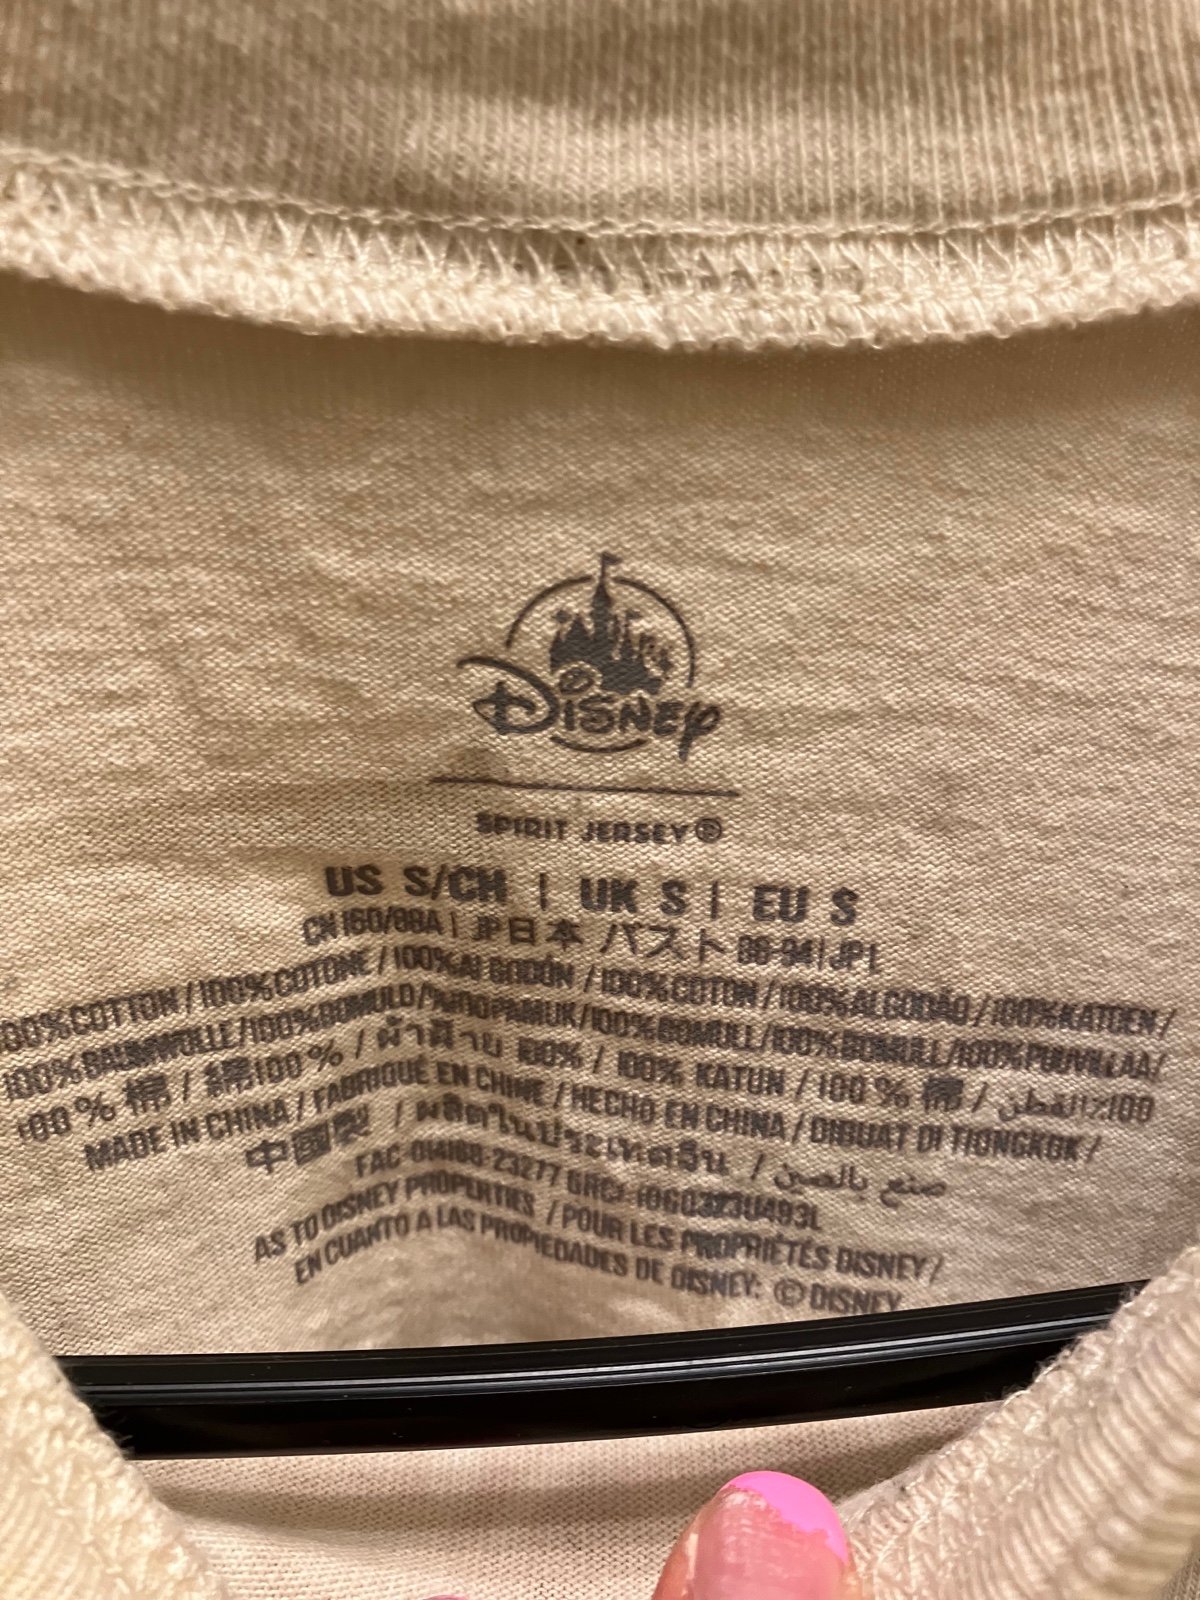 Disney
SPIRIT JERSEY®
US S/CH | UK S | EU S
CN 160/88A | JP 日本 バスト 86-94 | JP L
100% COTTON / 100% COTONE / 100% ALGODÓN / 100% COTON / 100% ALGODÃO / 100% KATOEN /
100% BAUMWOLLE / 100% BOMULD / %100 PAMUK / 100% BOMULL / 100% BOMULL / 100% PUUVILLAA /
100% 棉 / 綿100% / ผ้าฝ้าย 100% / 100% KATUN / 100% 棉 / القطن٪100
MADE IN CHINA / FABRIQUÉ EN CHINE / HECHO EN CHINA / DIBUAT DI TIONGKOK /
中國製 / ผลิตในประเทศจีน / صنع بالصين
FAC-014168-23277
AS TO DISNEY PROPERTIES / POUR LES PROPRIÉTÉS DISNEY /
EN CUANTO A LAS PROPIEDADES DE DISNEY: © DISNEY